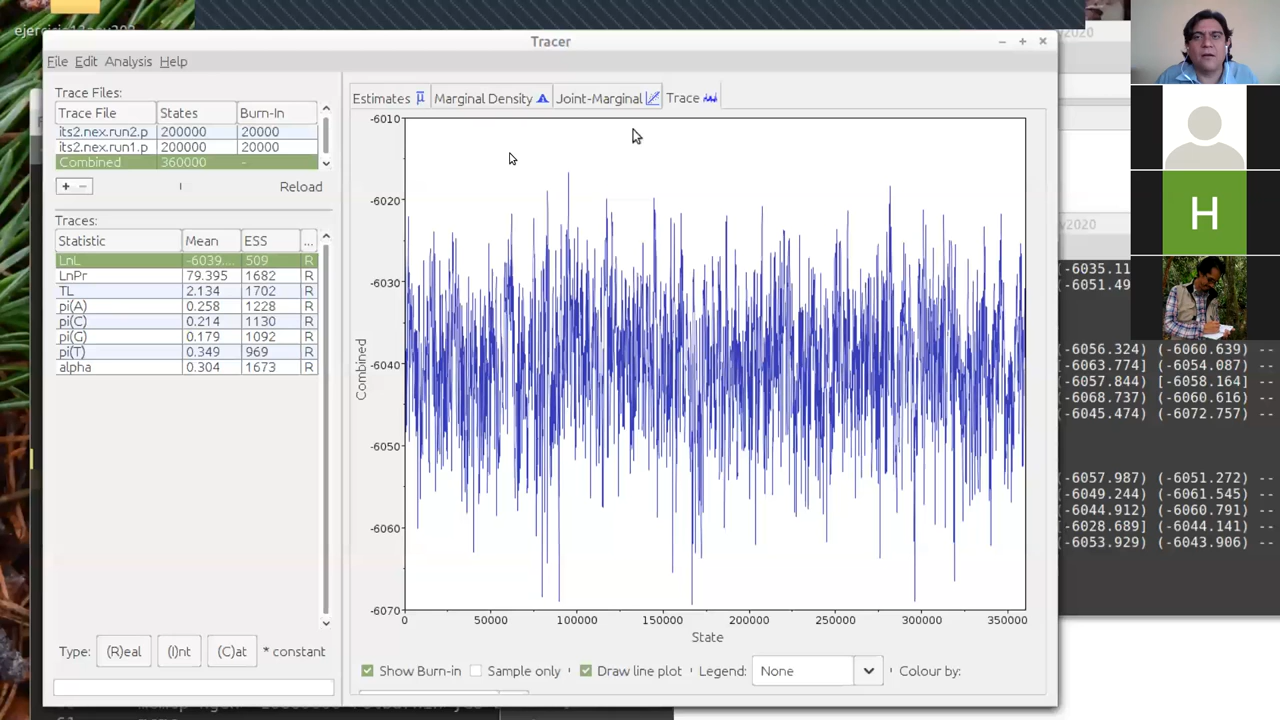 Tracer
File Edit Analysis Help
Trace Files:
Trace File States Burn-In
its2.nex.run2.p 200000 20000
its2.nex.run1.p 200000 20000
Combined 360000 -
+ − Reload
Traces:
Statistic Mean ESS ...
LnL -6039.... 509 R
LnPr 79.395 1682 R
TL 2.134 1702 R
pi(A) 0.258 1228 R
pi(C) 0.214 1130 R
pi(G) 0.179 1092 R
pi(T) 0.349 969 R
alpha 0.304 1673 R
Type: (R)eal (I)nt (C)at * constant
Estimates Marginal Density Joint-Marginal Trace
-6010
-6020
-6030
-6040
-6050
-6060
-6070
Combined
0 50000 100000 150000 200000 250000 300000 350000
State
Show Burn-in Sample only Draw line plot Legend: None Colour by:
v2020
H
v2020
(-6035.11
(-6051.49
(-6056.324) (-6060.639) --
(-6063.774] (-6054.087) --
(-6057.844) [-6058.164] --
(-6068.737) (-6060.616) --
(-6045.474) (-6072.757) --
(-6057.987) (-6051.272) --
(-6049.244) (-6061.545) --
(-6044.912) (-6060.791) --
(-6028.689] (-6044.141) --
(-6053.929) (-6043.906) --